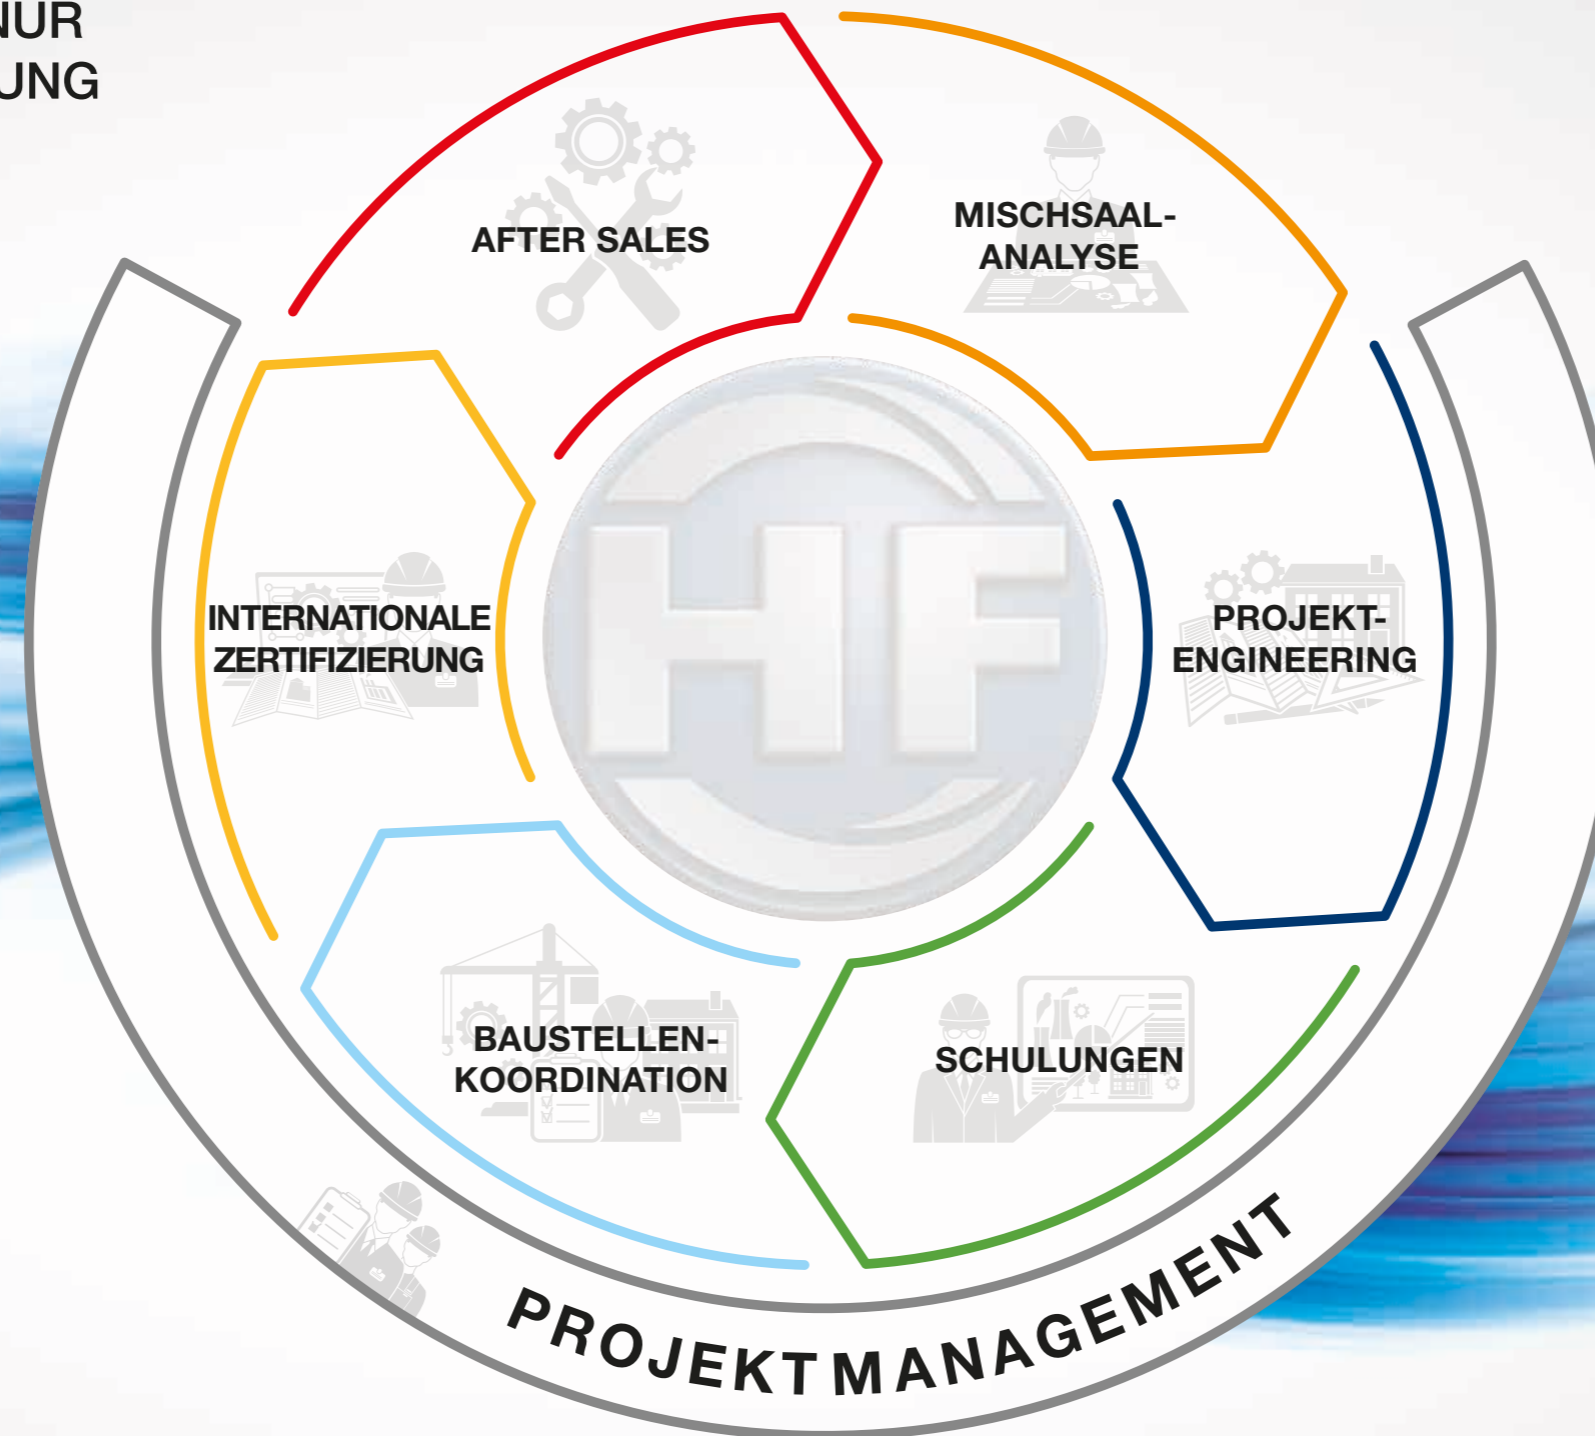 NUR
UNG
AFTER SALES
MISCHSAAL-
ANALYSE
INTERNATIONALE
ZERTIFIZIERUNG
HF
PROJEKT-
ENGINEERING
BAUSTELLEN-
KOORDINATION
SCHULUNGEN
PROJEKTMANAGEMENT